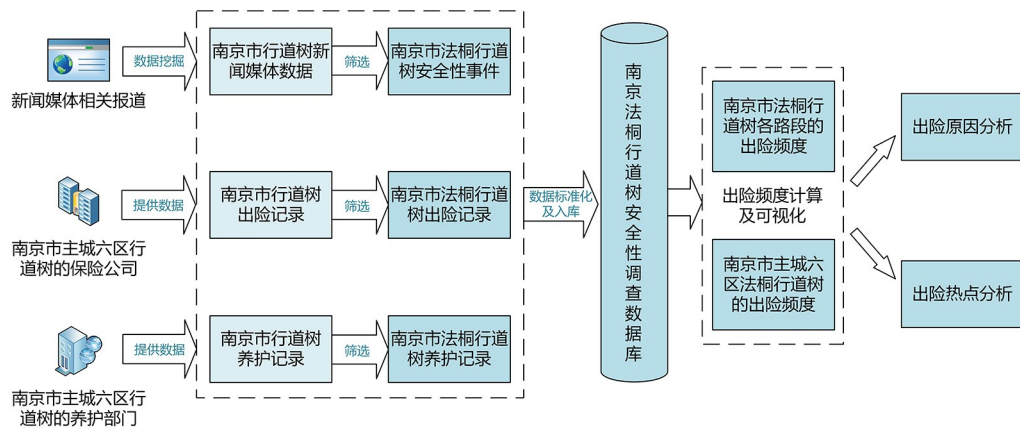 新闻媒体相关报道
数据挖掘
南京市行道树新
闻媒体数据
筛选
南京市法桐行道
树安全性事件
南京市主城六区行
道树的保险公司
提供数据
南京市行道树
出险记录
筛选
南京市法桐行道
树出险记录
南京市主城六区行
道树的养护部门
提供数据
南京市行道树
养护记录
筛选
南京市法桐行道
树养护记录
数据标准化
及入库
南京法桐行道树安全性调查数据库
南京市法桐行
道树各路段的
出险频度
出险频度计算
及可视化
南京市主城六
区法桐行道树
的出险频度
出险原因分析
出险热点分析